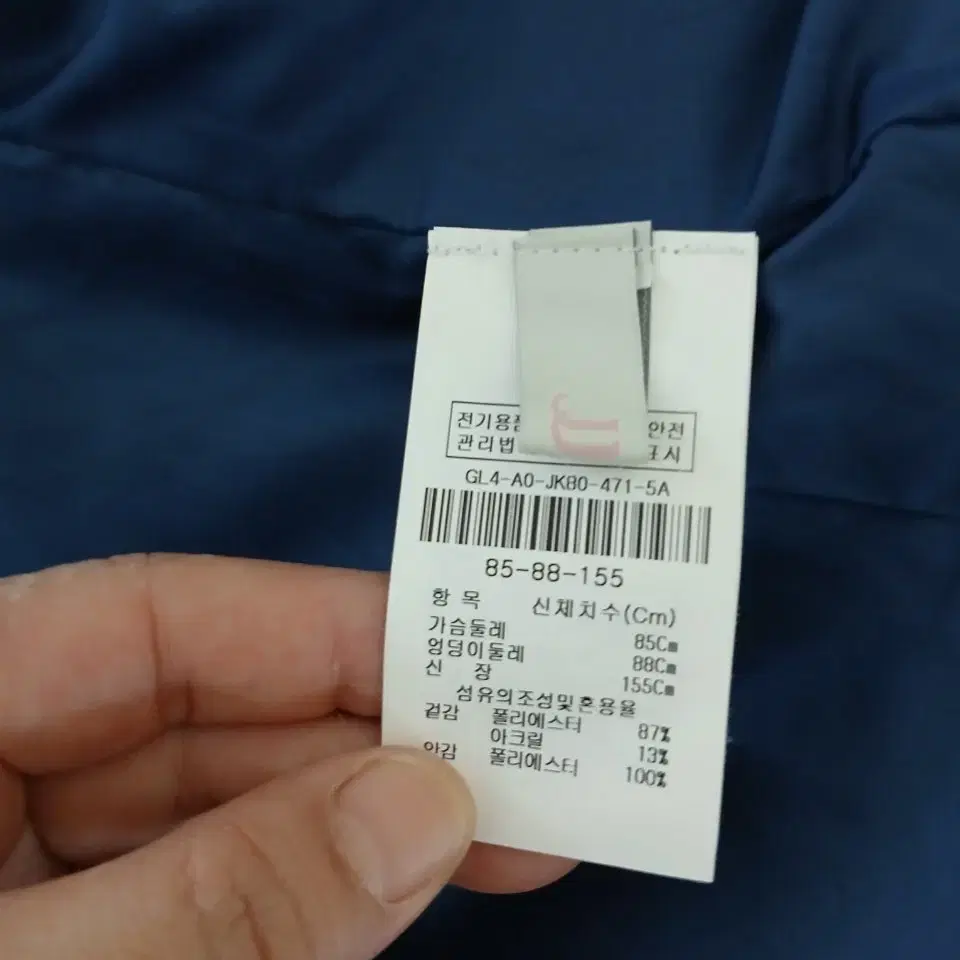 전기용품 안전
관리법 표시
GL4-A0-JK80-471-5A
85-88-155
항 목 신체치수(Cm)
가슴둘레 85Cm
엉덩이둘레 88Cm
신 장 155Cm
섬유의조성및혼용율
겉감 폴리에스터 87%
아크릴 13%
안감 폴리에스터 100%